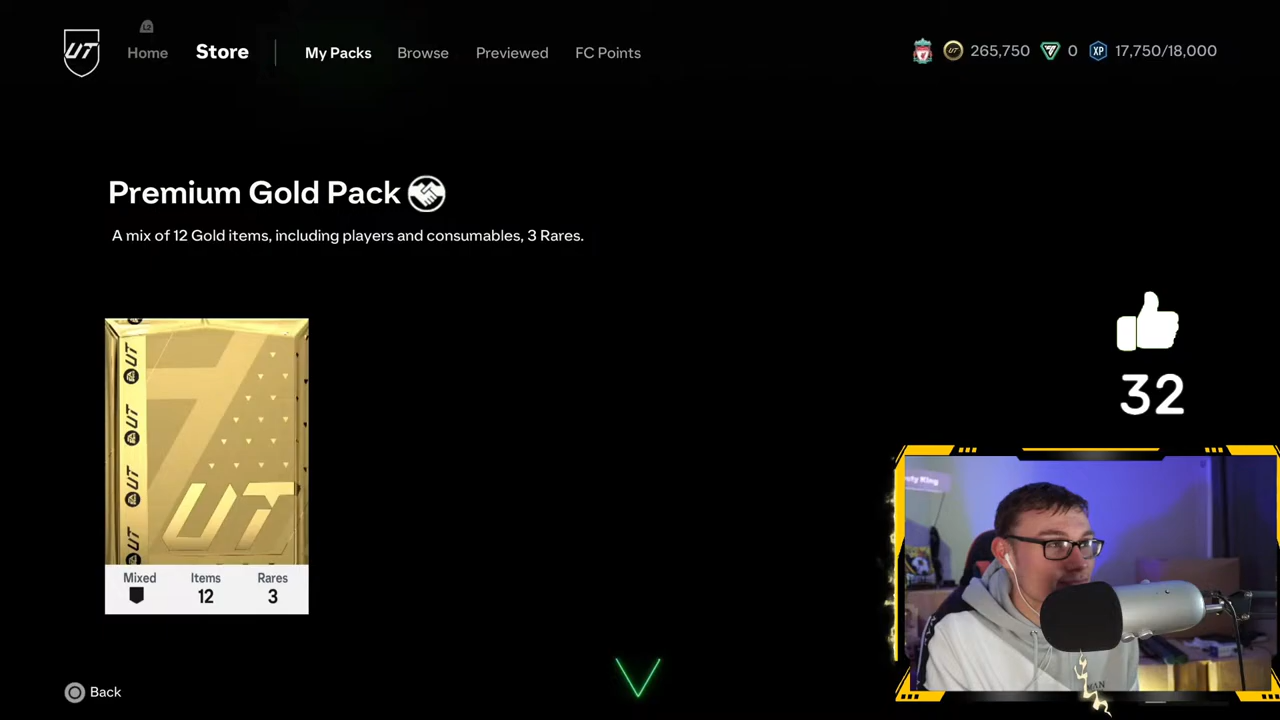 UT
L2
Home
Store
My Packs
Browse
Previewed
FC Points
265,750
0
XP
17,750/18,000
Premium Gold Pack
A mix of 12 Gold items, including players and consumables, 3 Rares.
32
UT
UT
UT
UT
UT
Mixed
Items
Rares
12
3
Back